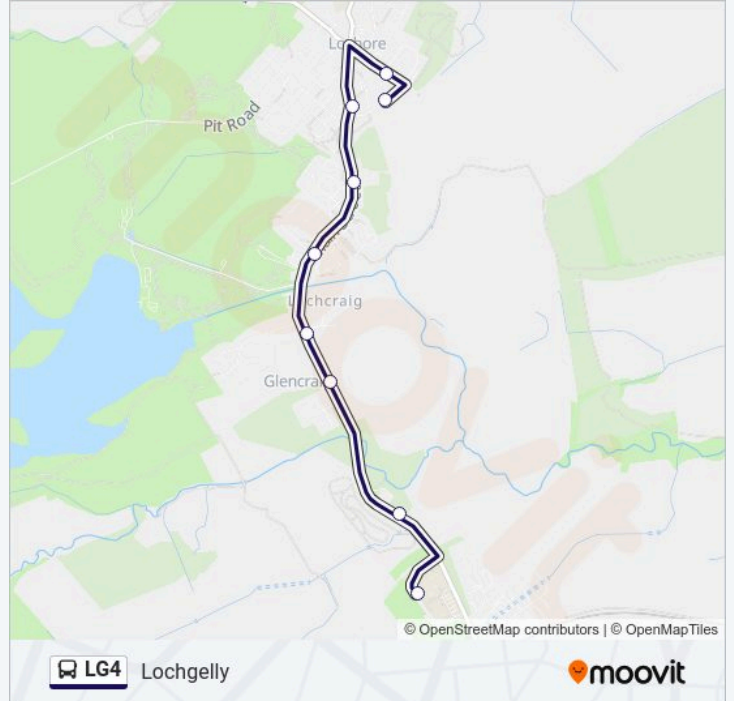 Lochore
Pit Road
Lochcraig
Glencraig
© OpenStreetMap contributors | © OpenMapTiles
LG4 Lochgelly
moovit